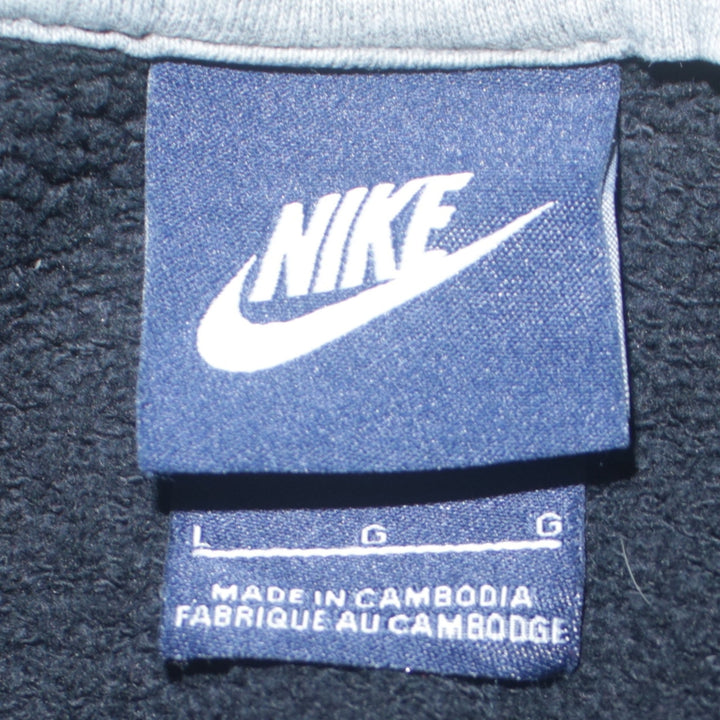 NIKE
L G G
MADE IN CAMBODIA
FABRIQUE AU CAMBODGE